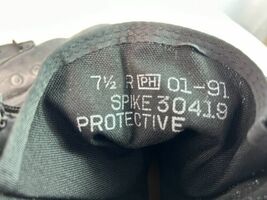 7½ R PH 01-91
SPIKE 30419
PROTECTIVE